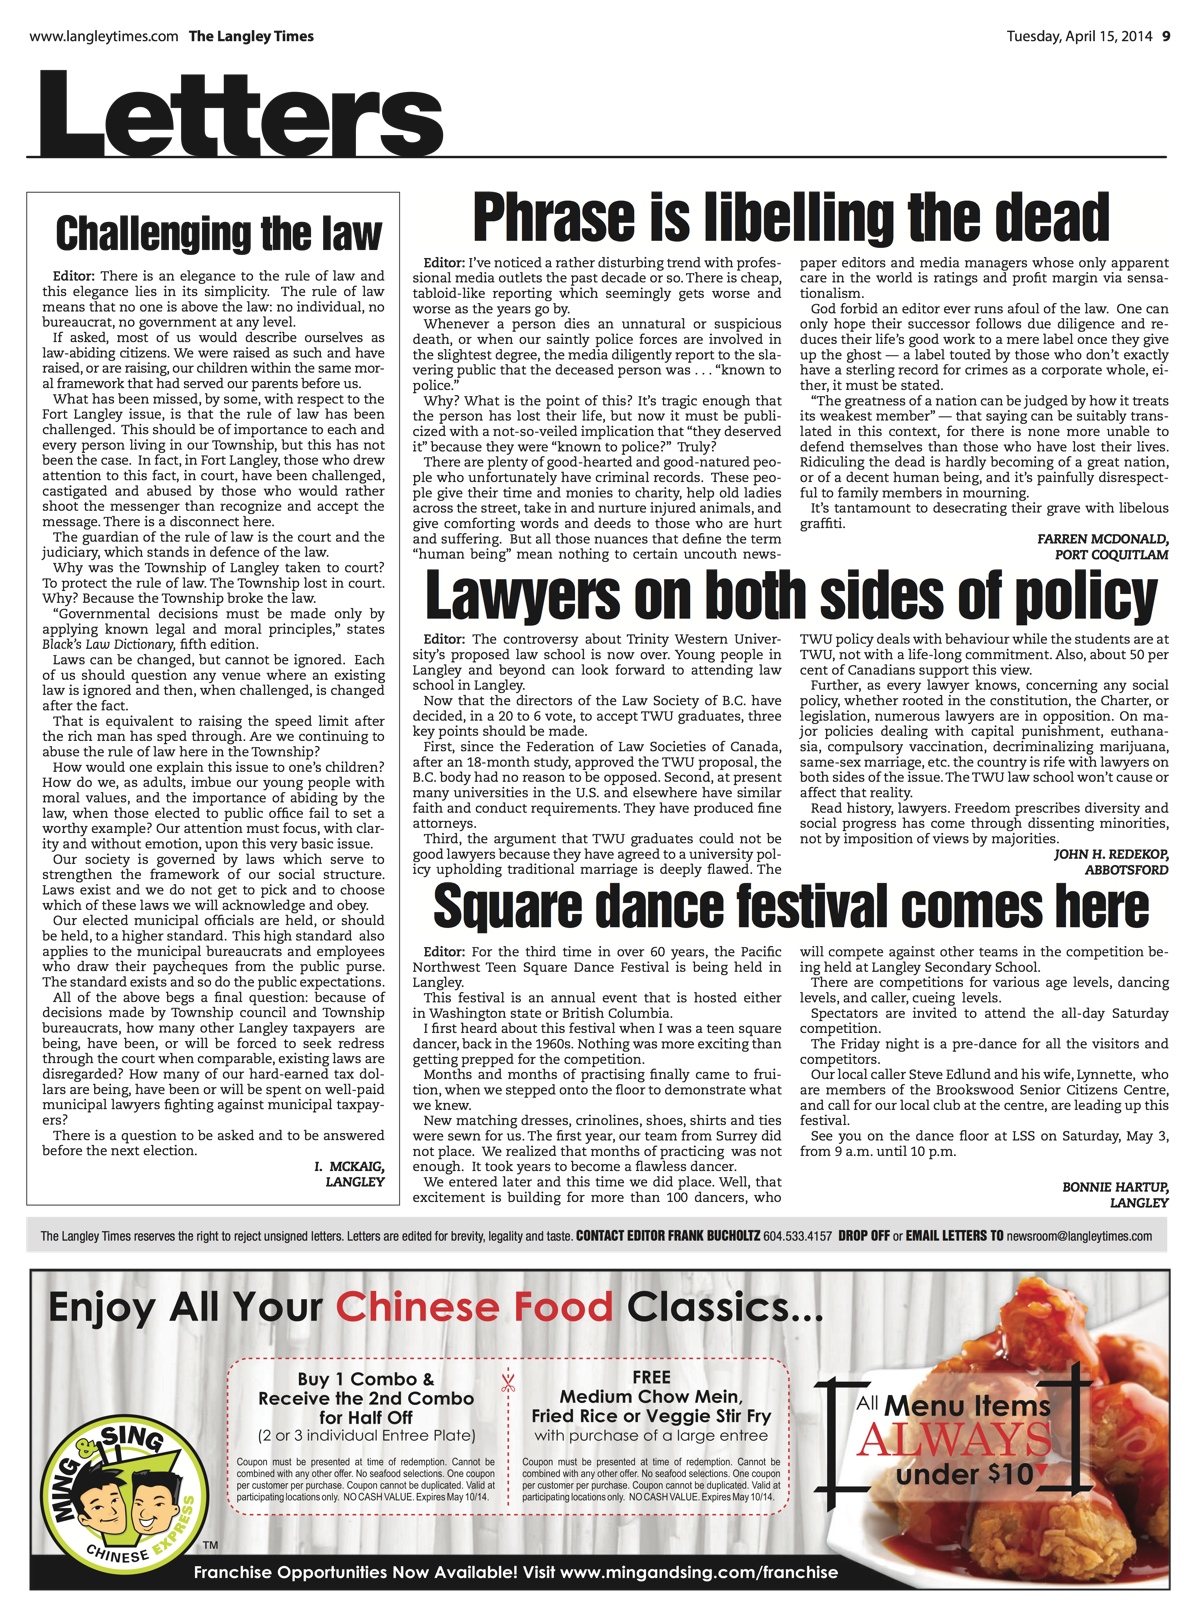 www.langleytimes.com The Langley Times
Tuesday, April 15, 2014 9
Letters
Challenging the law
Editor: There is an elegance to the rule of law and
this elegance lies in its simplicity. The rule of law
means that no one is above the law: no individual, no
bureaucrat, no government at any level.
If asked, most of us would describe ourselves as
law-abiding citizens. We were raised as such and have
raised, or are raising, our children within the same mor-
al framework that had served our parents before us.
What has been missed, by some, with respect to the
Fort Langley issue, is that the rule of law has been
challenged. This should be of importance to each and
every person living in our Township, but this has not
been the case. In fact, in Fort Langley, those who drew
attention to this fact, in court, have been challenged,
castigated and abused by those who would rather
shoot the messenger than recognize and accept the
message. There is a disconnect here.
The guardian of the rule of law is the court and the
judiciary, which stands in defence of the law.
Why was the Township of Langley taken to court?
To protect the rule of law. The Township lost in court.
Why? Because the Township broke the law.
“Governmental decisions must be made only by
applying known legal and moral principles,” states
Black’s Law Dictionary, fifth edition.
Laws can be changed, but cannot be ignored. Each
of us should question any venue where an existing
law is ignored and then, when challenged, is changed
after the fact.
That is equivalent to raising the speed limit after
the rich man has sped through. Are we continuing to
abuse the rule of law here in the Township?
How would one explain this issue to one’s children?
How do we, as adults, imbue our young people with
moral values, and the importance of abiding by the
law, when those elected to public office fail to set a
worthy example? Our attention must focus, with clar-
ity and without emotion, upon this very basic issue.
Our society is governed by laws which serve to
strengthen the framework of our social structure.
Laws exist and we do not get to pick and to choose
which of these laws we will acknowledge and obey.
Our elected municipal officials are held, or should
be held, to a higher standard. This high standard also
applies to the municipal bureaucrats and employees
who draw their paycheques from the public purse.
The standard exists and so do the public expectations.
All of the above begs a final question: because of
decisions made by Township council and Township
bureaucrats, how many other Langley taxpayers are
being, have been, or will be forced to seek redress
through the court when comparable, existing laws are
disregarded? How many of our hard-earned tax dol-
lars are being, have been or will be spent on well-paid
municipal lawyers fighting against municipal taxpay-
ers?
There is a question to be asked and to be answered
before the next election.
I. MCKAIG,
LANGLEY
Phrase is libelling the dead
Editor: I’ve noticed a rather disturbing trend with profes-
sional media outlets the past decade or so. There is cheap,
tabloid-like reporting which seemingly gets worse and
worse as the years go by.
Whenever a person dies an unnatural or suspicious
death, or when our saintly police forces are involved in
the slightest degree, the media diligently report to the sla-
vering public that the deceased person was . . . “known to
police.”
Why? What is the point of this? It’s tragic enough that
the person has lost their life, but now it must be publi-
cized with a not-so-veiled implication that “they deserved
it” because they were “known to police?” Truly?
There are plenty of good-hearted and good-natured peo-
ple who unfortunately have criminal records. These peo-
ple give their time and monies to charity, help old ladies
across the street, take in and nurture injured animals, and
give comforting words and deeds to those who are hurt
and suffering. But all those nuances that define the term
“human being” mean nothing to certain uncouth news-
paper editors and media managers whose only apparent
care in the world is ratings and profit margin via sensa-
tionalism.
God forbid an editor ever runs afoul of the law. One can
only hope their successor follows due diligence and re-
duces their life’s good work to a mere label once they give
up the ghost — a label touted by those who don’t exactly
have a sterling record for crimes as a corporate whole, ei-
ther, it must be stated.
“The greatness of a nation can be judged by how it treats
its weakest member” — that saying can be suitably trans-
lated in this context, for there is none more unable to
defend themselves than those who have lost their lives.
Ridiculing the dead is hardly becoming of a great nation,
or of a decent human being, and it’s painfully disrespect-
ful to family members in mourning.
It’s tantamount to desecrating their grave with libelous
graffiti.
FARREN MCDONALD,
PORT COQUITLAM
Lawyers on both sides of policy
Editor: The controversy about Trinity Western Univer-
sity’s proposed law school is now over. Young people in
Langley and beyond can look forward to attending law
school in Langley.
Now that the directors of the Law Society of B.C. have
decided, in a 20 to 6 vote, to accept TWU graduates, three
key points should be made.
First, since the Federation of Law Societies of Canada,
after an 18-month study, approved the TWU proposal, the
B.C. body had no reason to be opposed. Second, at present
many universities in the U.S. and elsewhere have similar
faith and conduct requirements. They have produced fine
attorneys.
Third, the argument that TWU graduates could not be
good lawyers because they have agreed to a university pol-
icy upholding traditional marriage is deeply flawed. The
TWU policy deals with behaviour while the students are at
TWU, not with a life-long commitment. Also, about 50 per
cent of Canadians support this view.
Further, as every lawyer knows, concerning any social
policy, whether rooted in the constitution, the Charter, or
legislation, numerous lawyers are in opposition. On ma-
jor policies dealing with capital punishment, euthana-
sia, compulsory vaccination, decriminalizing marijuana,
same-sex marriage, etc. the country is rife with lawyers on
both sides of the issue. The TWU law school won’t cause or
affect that reality.
Read history, lawyers. Freedom prescribes diversity and
social progress has come through dissenting minorities,
not by imposition of views by majorities.
JOHN H. REDEKOP,
ABBOTSFORD
Square dance festival comes here
Editor: For the third time in over 60 years, the Pacific
Northwest Teen Square Dance Festival is being held in
Langley.
This festival is an annual event that is hosted either
in Washington state or British Columbia.
I first heard about this festival when I was a teen square
dancer, back in the 1960s. Nothing was more exciting than
getting prepped for the competition.
Months and months of practising finally came to frui-
tion, when we stepped onto the floor to demonstrate what
we knew.
New matching dresses, crinolines, shoes, shirts and ties
were sewn for us. The first year, our team from Surrey did
not place. We realized that months of practicing was not
enough. It took years to become a flawless dancer.
We entered later and this time we did place. Well, that
excitement is building for more than 100 dancers, who
will compete against other teams in the competition be-
ing held at Langley Secondary School.
There are competitions for various age levels, dancing
levels, and caller, cueing levels.
Spectators are invited to attend the all-day Saturday
competition.
The Friday night is a pre-dance for all the visitors and
competitors.
Our local caller Steve Edlund and his wife, Lynnette, who
are members of the Brookswood Senior Citizens Centre,
and call for our local club at the centre, are leading up this
festival.
See you on the dance floor at LSS on Saturday, May 3,
from 9 a.m. until 10 p.m.
BONNIE HARTUP,
LANGLEY
The Langley Times reserves the right to reject unsigned letters. Letters are edited for brevity, legality and taste. CONTACT EDITOR FRANK BUCHOLTZ 604.533.4157 DROP OFF or EMAIL LETTERS TO newsroom@langleytimes.com
Enjoy All Your Chinese Food Classics...
Buy 1 Combo &
Receive the 2nd Combo
for Half Off
(2 or 3 individual Entree Plate)
Coupon must be presented at time of redemption. Cannot be
combined with any other offer. No seafood selections. One coupon
per customer per purchase. Coupon cannot be duplicated. Valid at
participating locations only. NO CASH VALUE. Expires May 10/14.
FREE
Medium Chow Mein,
Fried Rice or Veggie Stir Fry
with purchase of a large entree
Coupon must be presented at time of redemption. Cannot be
combined with any other offer. No seafood selections. One coupon
per customer per purchase. Coupon cannot be duplicated. Valid at
participating locations only. NO CASH VALUE. Expires May 10/14.
All Menu Items
ALWAYS
under $10
MING & SING
CHINESE EXPRESS
TM
Franchise Opportunities Now Available! Visit www.mingandsing.com/franchise